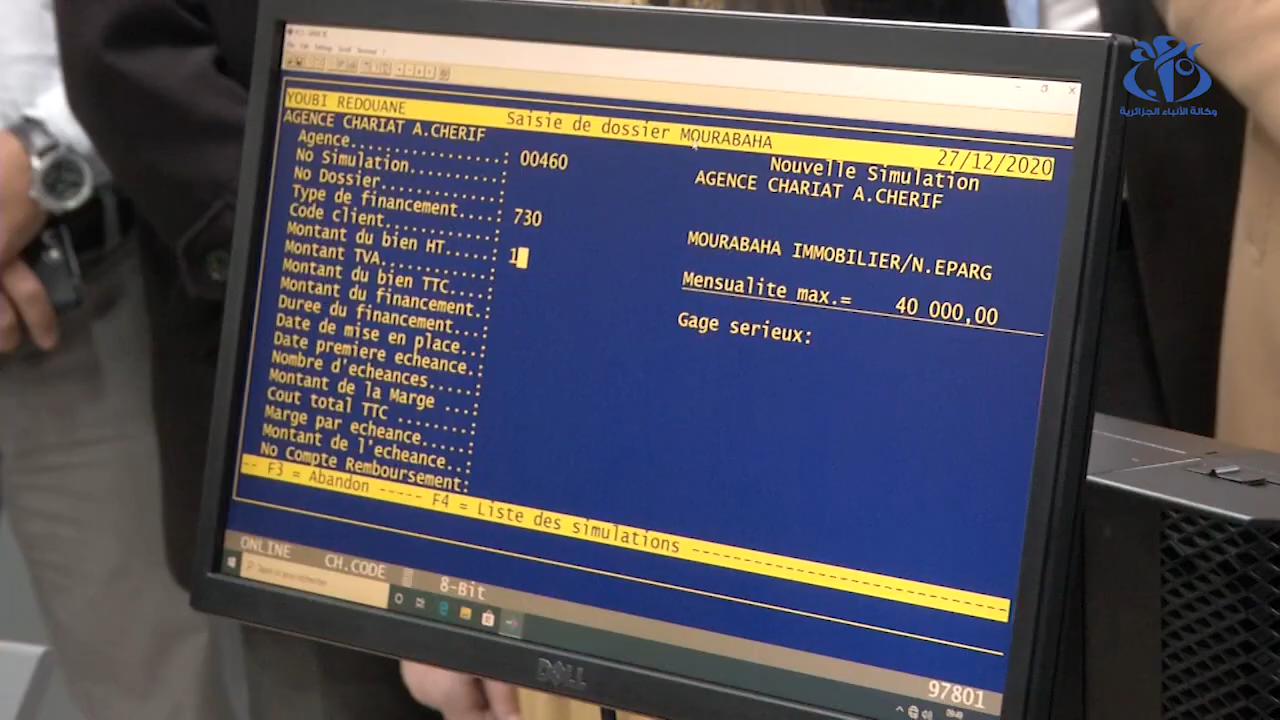 YOUBI REDOUANE
Saisie de dossier MOURABAHA
27/12/2020
AGENCE CHARIAT A.CHERIF
Nouvelle Simulation
Agence...............: 00460
AGENCE CHARIAT A.CHERIF
No Simulation.........:
No Dossier............:
Type de financement....: 730
MOURABAHA IMMOBILIER/N.EPARG
Code client...........:
Montant du bien HT....: 1
Mensualite max.= 40 000,00
Montant TVA...........:
Gage serieux:
Montant du bien TTC....:
Montant du financement.:
Duree du financement...:
Date de mise en place..:
Date premiere echeance.:
Nombre d'echeances.....:
Montant de la Marge ...:
Cout total TTC ........:
Marge par echeance.....:
Montant de l'echeance..:
No Compte Remboursement:
-- F3 = Abandon ----- F4 = Liste des simulations ---------------------------
ONLINE CH.CODE 8-Bit 97801
DELL
وكالة الأنباء الجزائرية